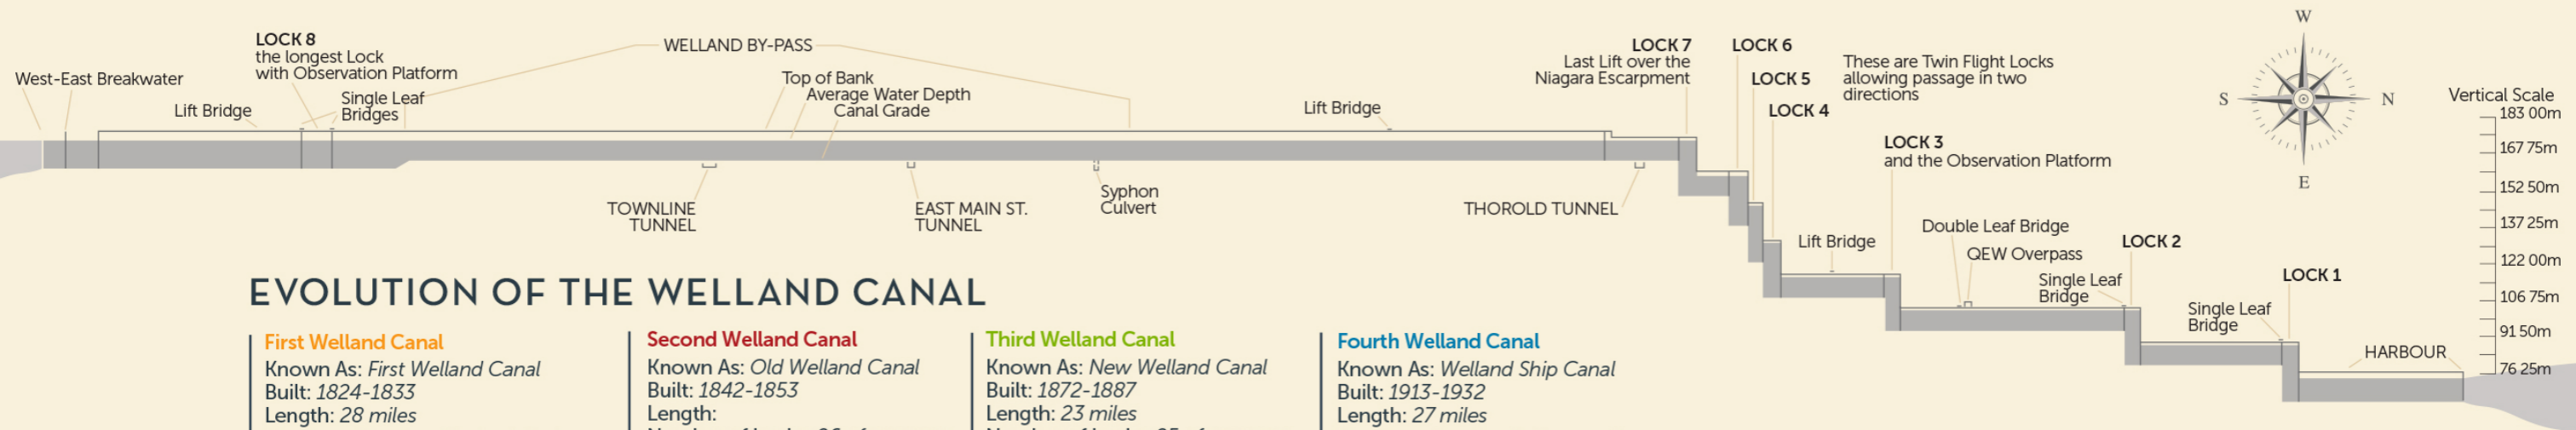 West-East Breakwater
LOCK 8
the longest Lock
with Observation Platform
Lift Bridge
Single Leaf
Bridges
WELLAND BY-PASS
Top of Bank
Average Water Depth
Canal Grade
TOWNLINE
TUNNEL
EAST MAIN ST.
TUNNEL
Syphon
Culvert
Lift Bridge
THOROLD TUNNEL
LOCK 7
Last Lift over the
Niagara Escarpment
LOCK 6
LOCK 5
LOCK 4
These are Twin Flight Locks
allowing passage in two
directions
LOCK 3
and the Observation Platform
Lift Bridge
Double Leaf Bridge
QEW Overpass
Single Leaf
Bridge
LOCK 2
Single Leaf
Bridge
LOCK 1
HARBOUR
W
S
N
E
Vertical Scale
183 00m
167 75m
152 50m
137 25m
122 00m
106 75m
91 50m
76 25m
EVOLUTION OF THE WELLAND CANAL
First Welland Canal
Known As: First Welland Canal
Built: 1824-1833
Length: 28 miles
Second Welland Canal
Known As: Old Welland Canal
Built: 1842-1853
Length:
Third Welland Canal
Known As: New Welland Canal
Built: 1872-1887
Length: 23 miles
Fourth Welland Canal
Known As: Welland Ship Canal
Built: 1913-1932
Length: 27 miles